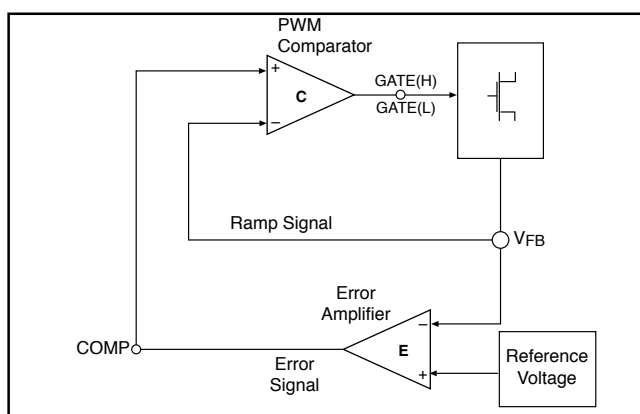 PWM
Comparator
+
C
−
GATE(H)
GATE(L)
Ramp Signal
VFB
Error
Amplifier
−
E
+
COMP
Error
Signal
Reference
Voltage